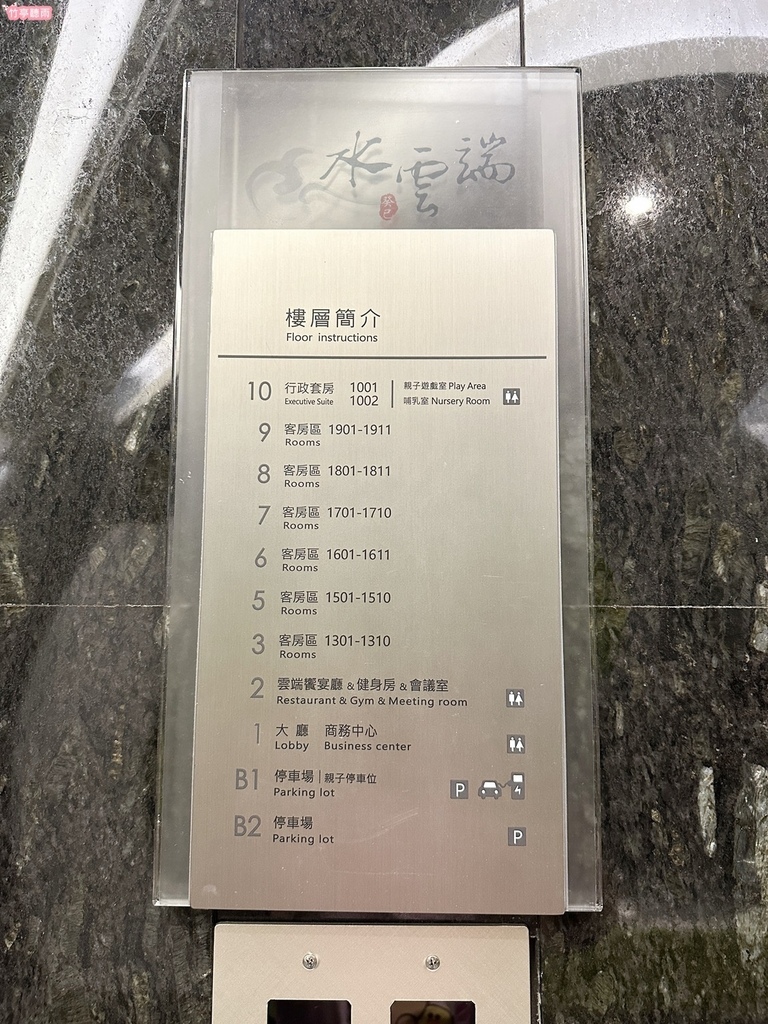 竹亭聽雨
水雲端
癸巳
樓層簡介
Floor instructions
10 行政套房 1001 親子遊戲室 Play Area
Executive Suite 1002 哺乳室 Nursery Room
9 客房區 1901-1911
Rooms
8 客房區 1801-1811
Rooms
7 客房區 1701-1710
Rooms
6 客房區 1601-1611
Rooms
5 客房區 1501-1510
Rooms
3 客房區 1301-1310
Rooms
2 雲端饗宴廳 & 健身房 & 會議室
Restaurant & Gym & Meeting room
1 大廳 商務中心
Lobby Business center
B1 停車場 | 親子停車位
Parking lot
P
B2 停車場
Parking lot
P